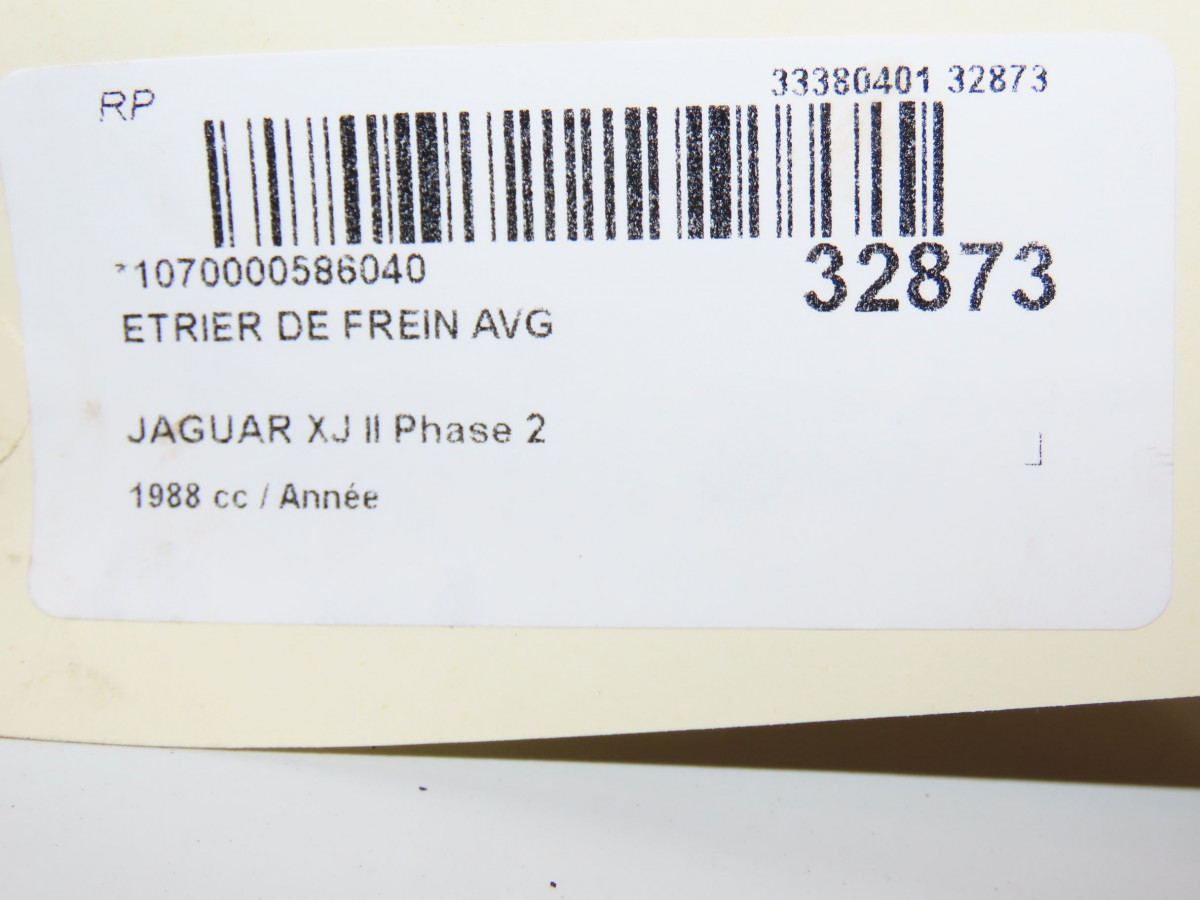 RP
33380401 32873
*1070000586040
32873
ETRIER DE FREIN AVG
JAGUAR XJ II Phase 2
1988 cc / Année